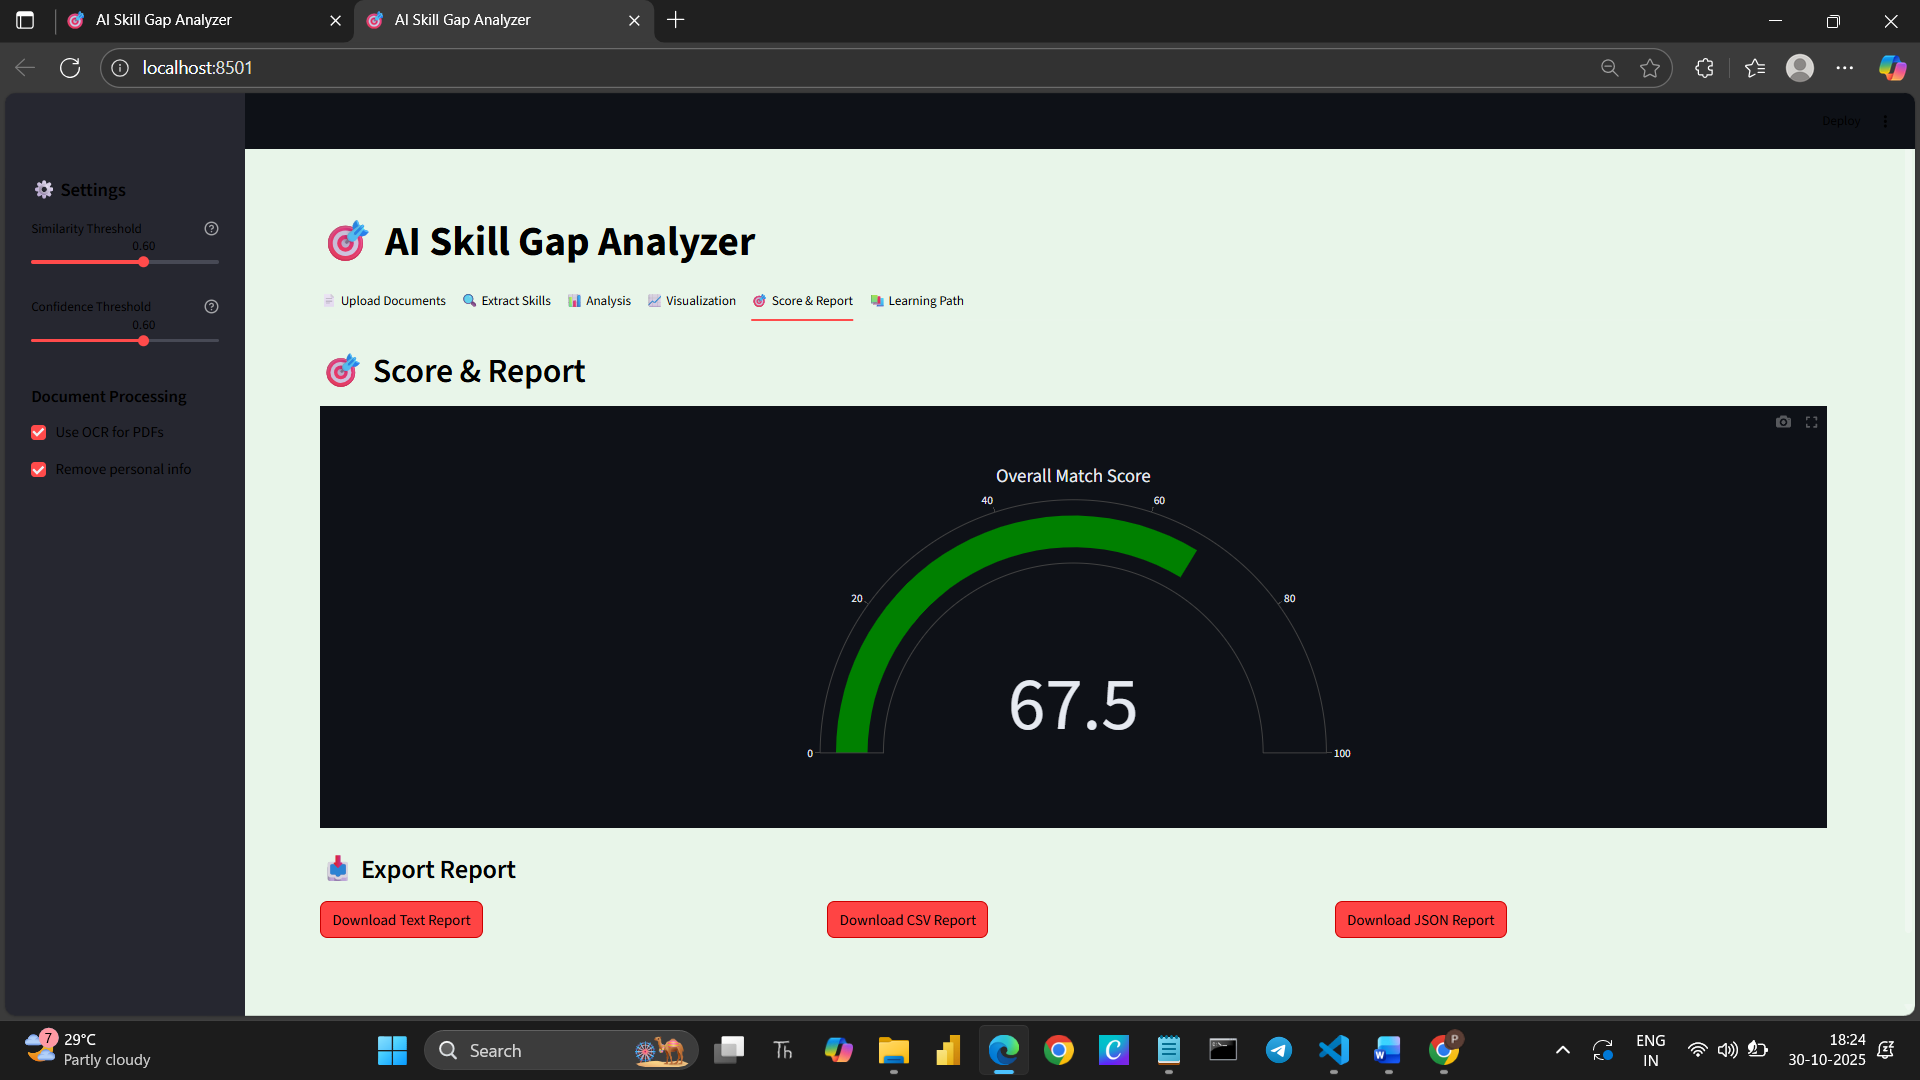 AI Skill Gap Analyzer
AI Skill Gap Analyzer
localhost:8501
Deploy
Settings
Similarity Threshold
0.60
Confidence Threshold
0.60
Document Processing
Use OCR for PDFs
Remove personal info
AI Skill Gap Analyzer
Upload Documents
Extract Skills
Analysis
Visualization
Score & Report
Learning Path
Score & Report
Overall Match Score
0
20
40
60
80
100
67.5
Export Report
Download Text Report
Download CSV Report
Download JSON Report
7
29°C
Partly cloudy
Search
Th
C
W
P
ENG
IN
18:24
30-10-2025